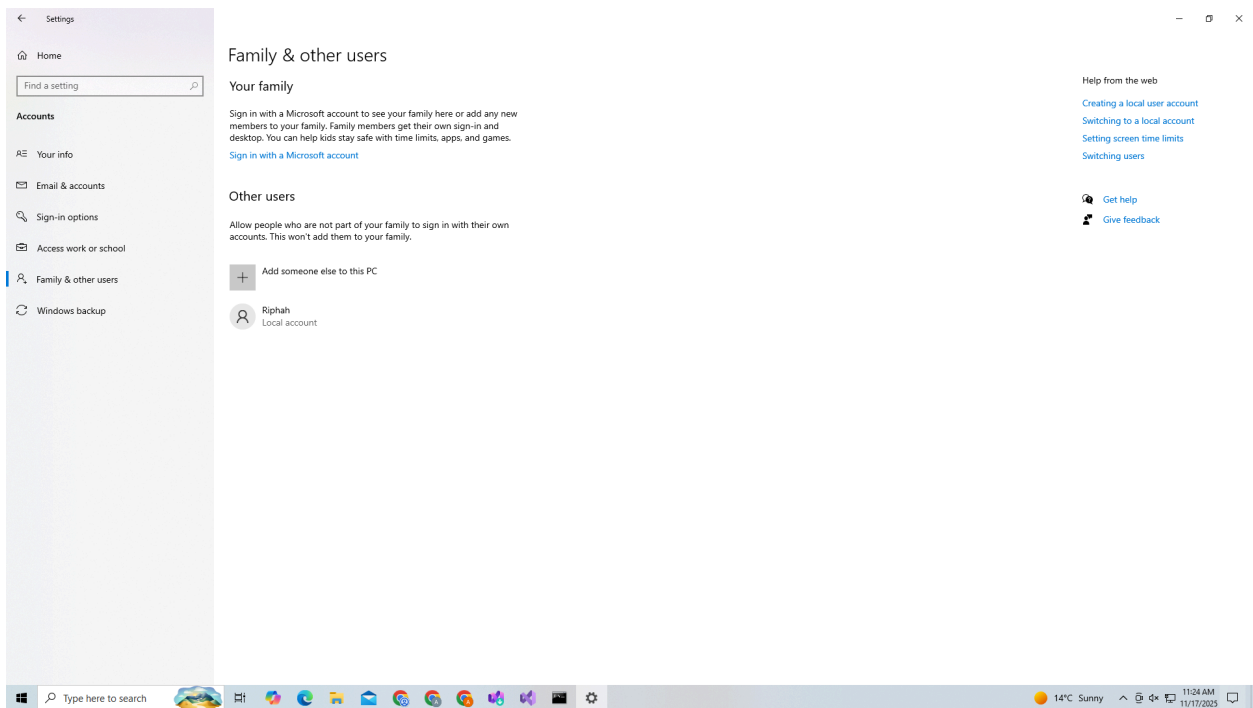 Settings
Home
Find a setting
Accounts
Your info
Email & accounts
Sign-in options
Access work or school
Family & other users
Windows backup
Family & other users
Your family
Sign in with a Microsoft account to see your family here or add any new
members to your family. Family members get their own sign-in and
desktop. You can help kids stay safe with time limits, apps, and games.
Sign in with a Microsoft account
Other users
Allow people who are not part of your family to sign in with their own
accounts. This won't add them to your family.
Add someone else to this PC
Riphah
Local account
Help from the web
Creating a local user account
Switching to a local account
Setting screen time limits
Switching users
Get help
Give feedback
Type here to search
14°C Sunny
11:24 AM
11/17/2025